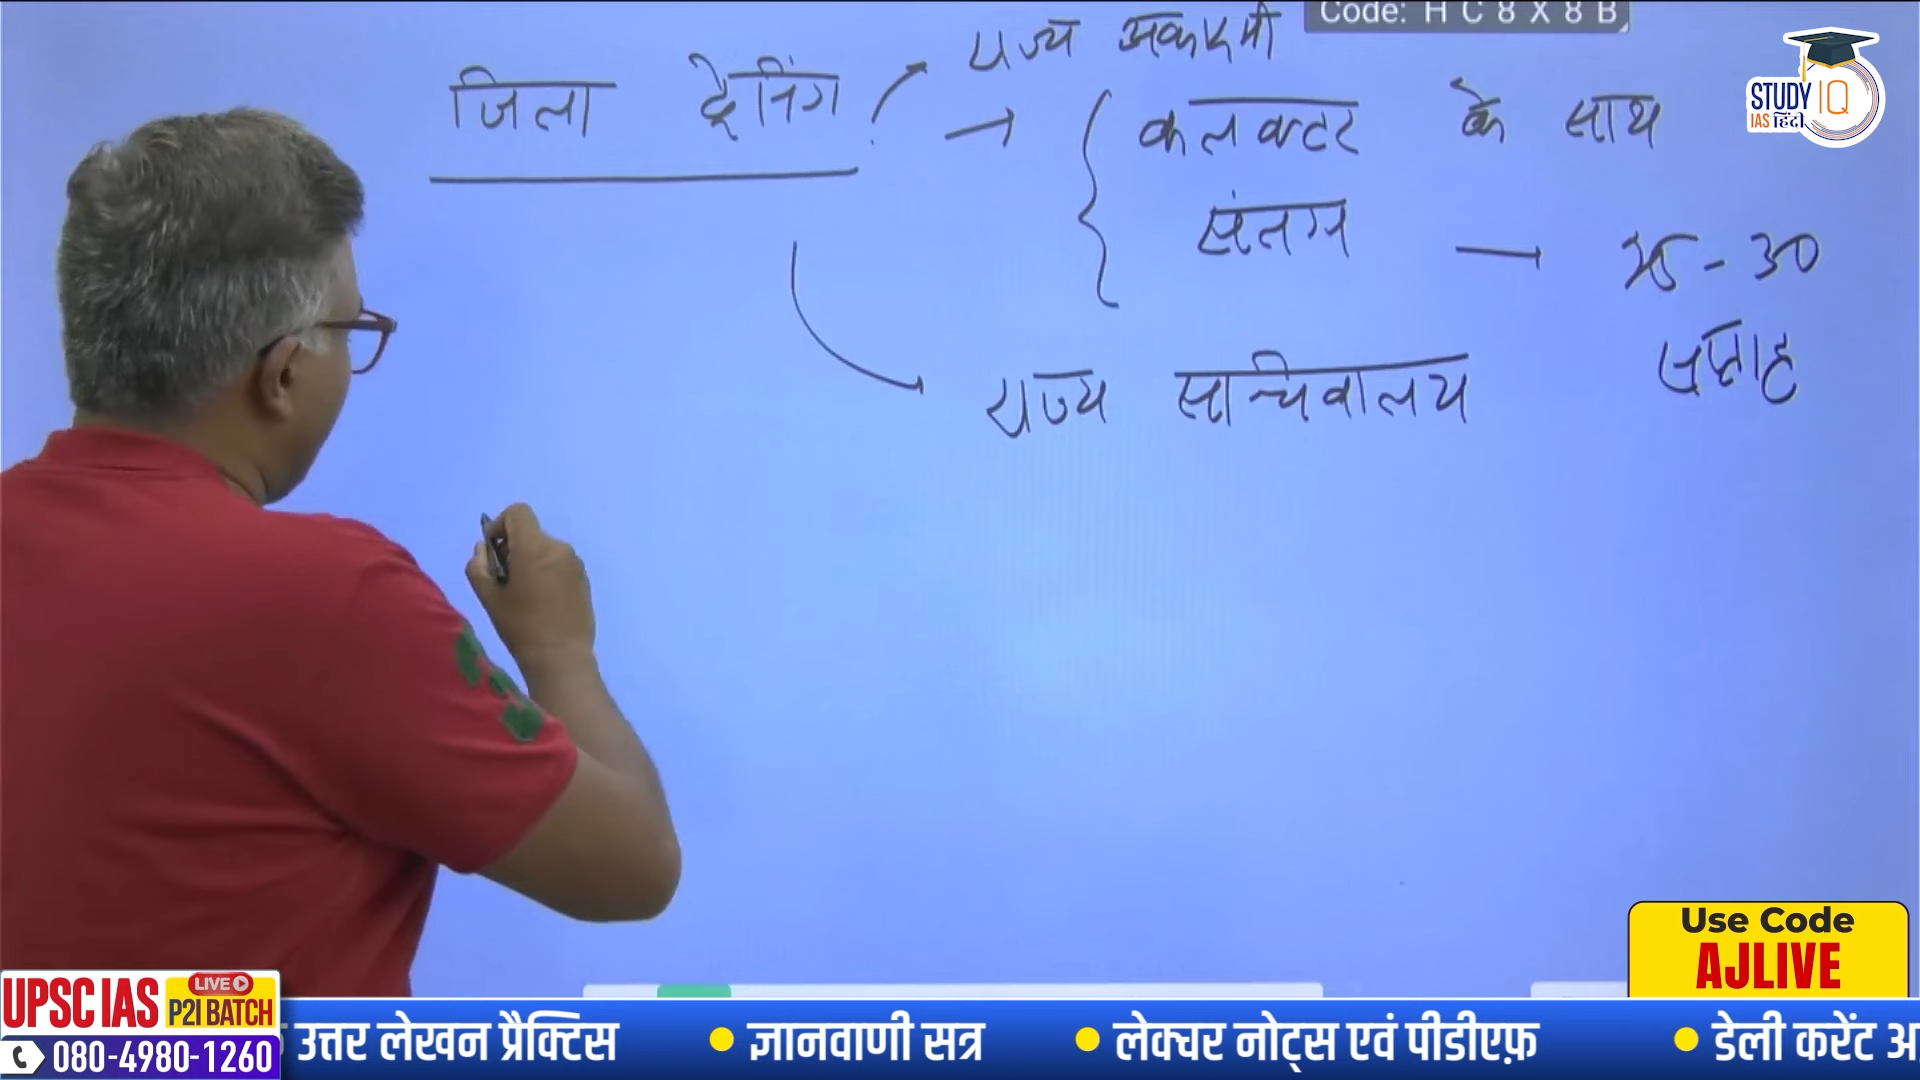 Code: H C 8 X 8 B
राज्य अकादमी
जिला ट्रेनिंग
कलक्टर के साथ
संलग्न
25-30
सप्ताह
राज्य सचिवालय
STUDY IQ
IAS हिंदी
Use Code
AJLIVE
UPSC IAS
LIVE
P2I BATCH
080-4980-1260
उत्तर लेखन प्रैक्टिस
ज्ञानवाणी सत्र
लेक्चर नोट्स एवं पीडीएफ़
डेली करेंट अ